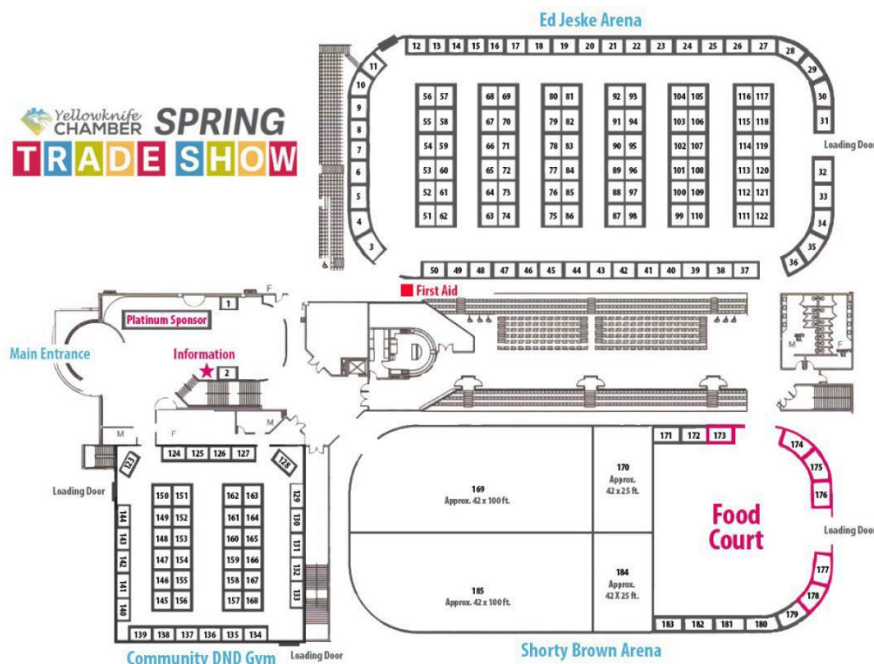 Yellowknife
CHAMBER SPRING
TRADE SHOW
Ed Jeske Arena
12 13 14 15 16 17 18 19 20 21 22 23 24 25 26 27 28
11 29
10 30
9 31
8
7
6
5
4
3
56 57 68 69 80 81 92 93 104 105 116 117
55 58 67 70 79 82 91 94 103 106 115 118
54 59 66 71 78 83 90 95 102 107 114 119
53 60 65 72 77 84 89 96 101 108 113 120
52 61 64 73 76 85 88 97 100 109 112 121
51 62 63 74 75 86 87 98 99 110 111 122
Loading Door
32
33
34
35
36
50 49 48 47 46 45 44 43 42 41 40 39 38 37
First Aid
F
1
Platinum Sponsor
Main Entrance
Information
2
M F
M F M
123 124 125 126 127 128
Loading Door
150 151 162 163 129
144 149 152 161 164 130
143 148 153 160 165 131
142 147 154 159 166 132
141 146 155 158 167 133
140 145 156 157 168
139 138 137 136 135 134
Community DND Gym
Loading Door
169
Approx. 42 x 100 ft.
170
Approx.
42 x 25 ft.
171 172 173
174
175
176
Food
Court
Loading Door
177
178
179
185
Approx. 42 x 100 ft.
184
Approx.
42 X 25 ft.
183 182 181 180
Shorty Brown Arena